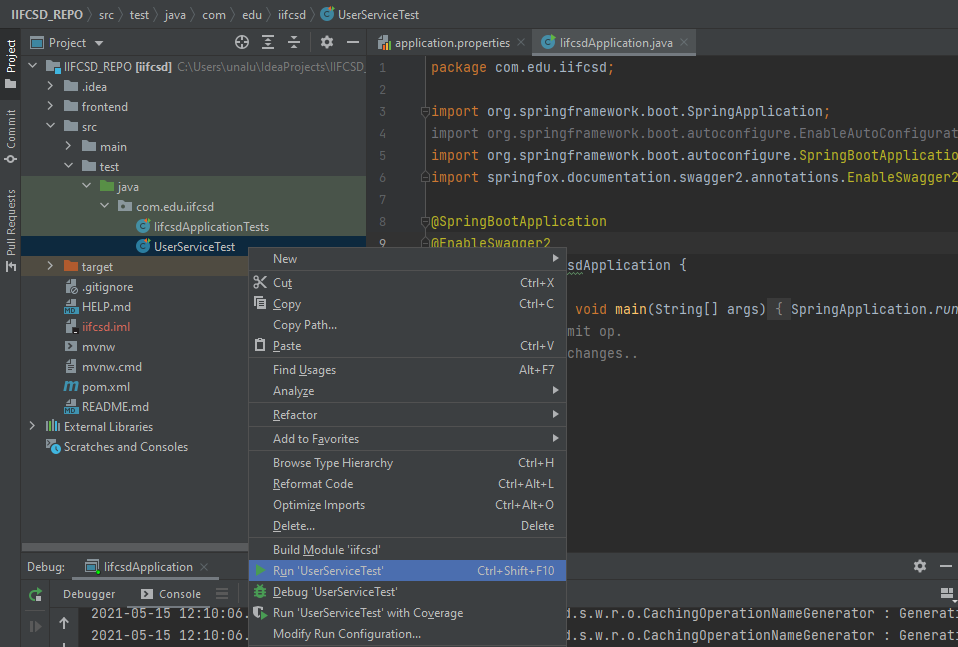 IIFCSD_REPO src test java com edu iifcsd UserServiceTest
Project
Commit
Pull Requests
Project
IIFCSD_REPO [iifcsd] C:\Users\unalu\IdeaProjects\IIFCSD_
.idea
frontend
src
main
test
java
com.edu.iifcsd
IifcsdApplicationTests
UserServiceTest
target
.gitignore
HELP.md
iifcsd.iml
mvnw
mvnw.cmd
pom.xml
README.md
External Libraries
Scratches and Consoles
application.properties IifcsdApplication.java
1 package com.edu.iifcsd;
2
3 import org.springframework.boot.SpringApplication;
4 import org.springframework.boot.autoconfigure.EnableAutoConfigurat
5 import org.springframework.boot.autoconfigure.SpringBootApplicatio
6 import springfox.documentation.swagger2.annotations.EnableSwagger2
7
8 @SpringBootApplication
9 @EnableSwagger2
sdApplication {
void main(String[] args) { SpringApplication.run
mit op.
changes..
New
Cut Ctrl+X
Copy Ctrl+C
Copy Path...
Paste Ctrl+V
Find Usages Alt+F7
Analyze
Refactor
Add to Favorites
Browse Type Hierarchy Ctrl+H
Reformat Code Ctrl+Alt+L
Optimize Imports Ctrl+Alt+O
Delete... Delete
Build Module 'iifcsd'
Run 'UserServiceTest' Ctrl+Shift+F10
Debug 'UserServiceTest'
Run 'UserServiceTest' with Coverage
Modify Run Configuration...
Debug: IifcsdApplication
Debugger Console
2021-05-15 12:10:06. d.s.w.r.o.CachingOperationNameGenerator : Generati
2021-05-15 12:10:06. d.s.w.r.o.CachingOperationNameGenerator : Generati